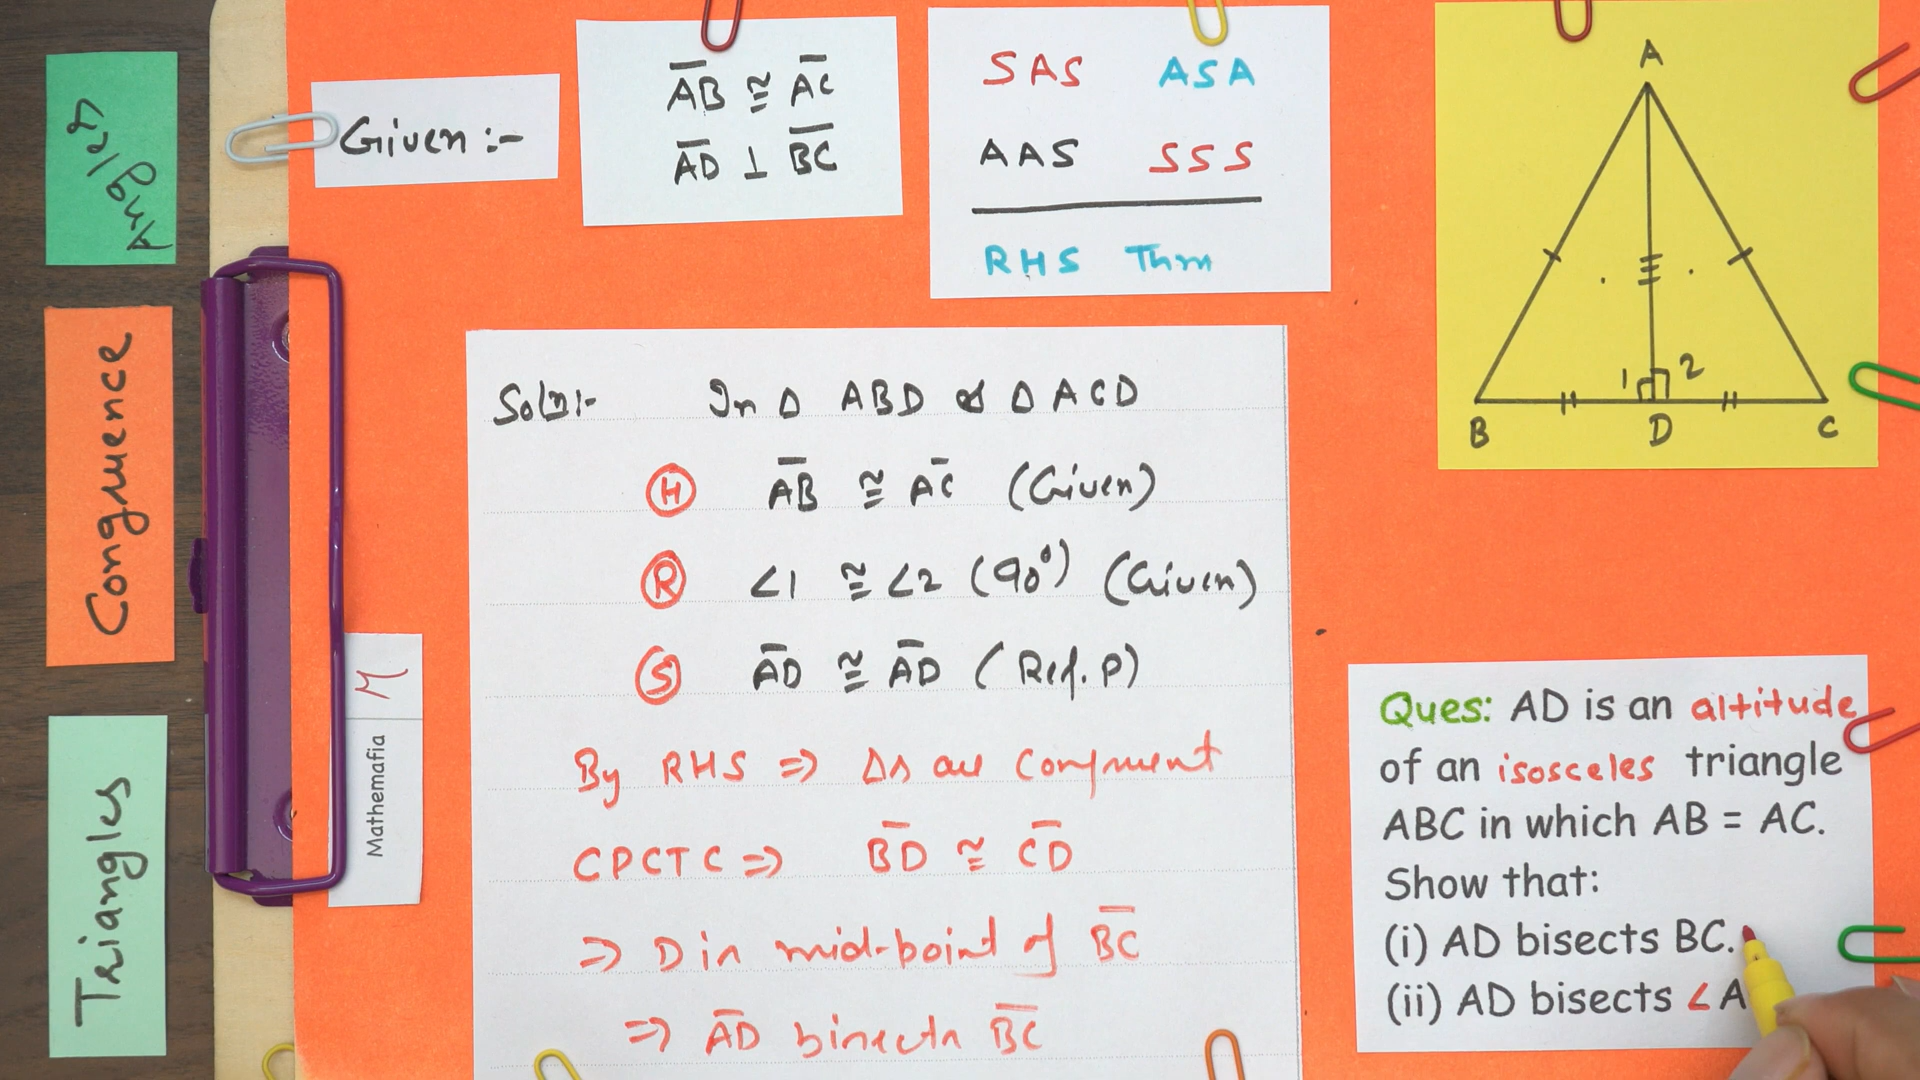 Angles
Congruence
Triangles
Given :-
AB ≅ AC
AD ⊥ BC
SAS ASA
AAS SSS
RHS Thm
A
1 2
B D C
Soln:- In Δ ABD & Δ ACD
H AB ≅ AC (Given)
R ∠1 ≅ ∠2 (90°) (Given)
S AD ≅ AD (Ref. P)
By RHS ⇒ Δs are Congruent
CPCTC ⇒ BD ≅ CD
⇒ D is mid-point of BC
⇒ AD bisects BC
M
Mathemafia
Ques: AD is an altitude
of an isosceles triangle
ABC in which AB = AC.
Show that:
(i) AD bisects BC.
(ii) AD bisects ∠A